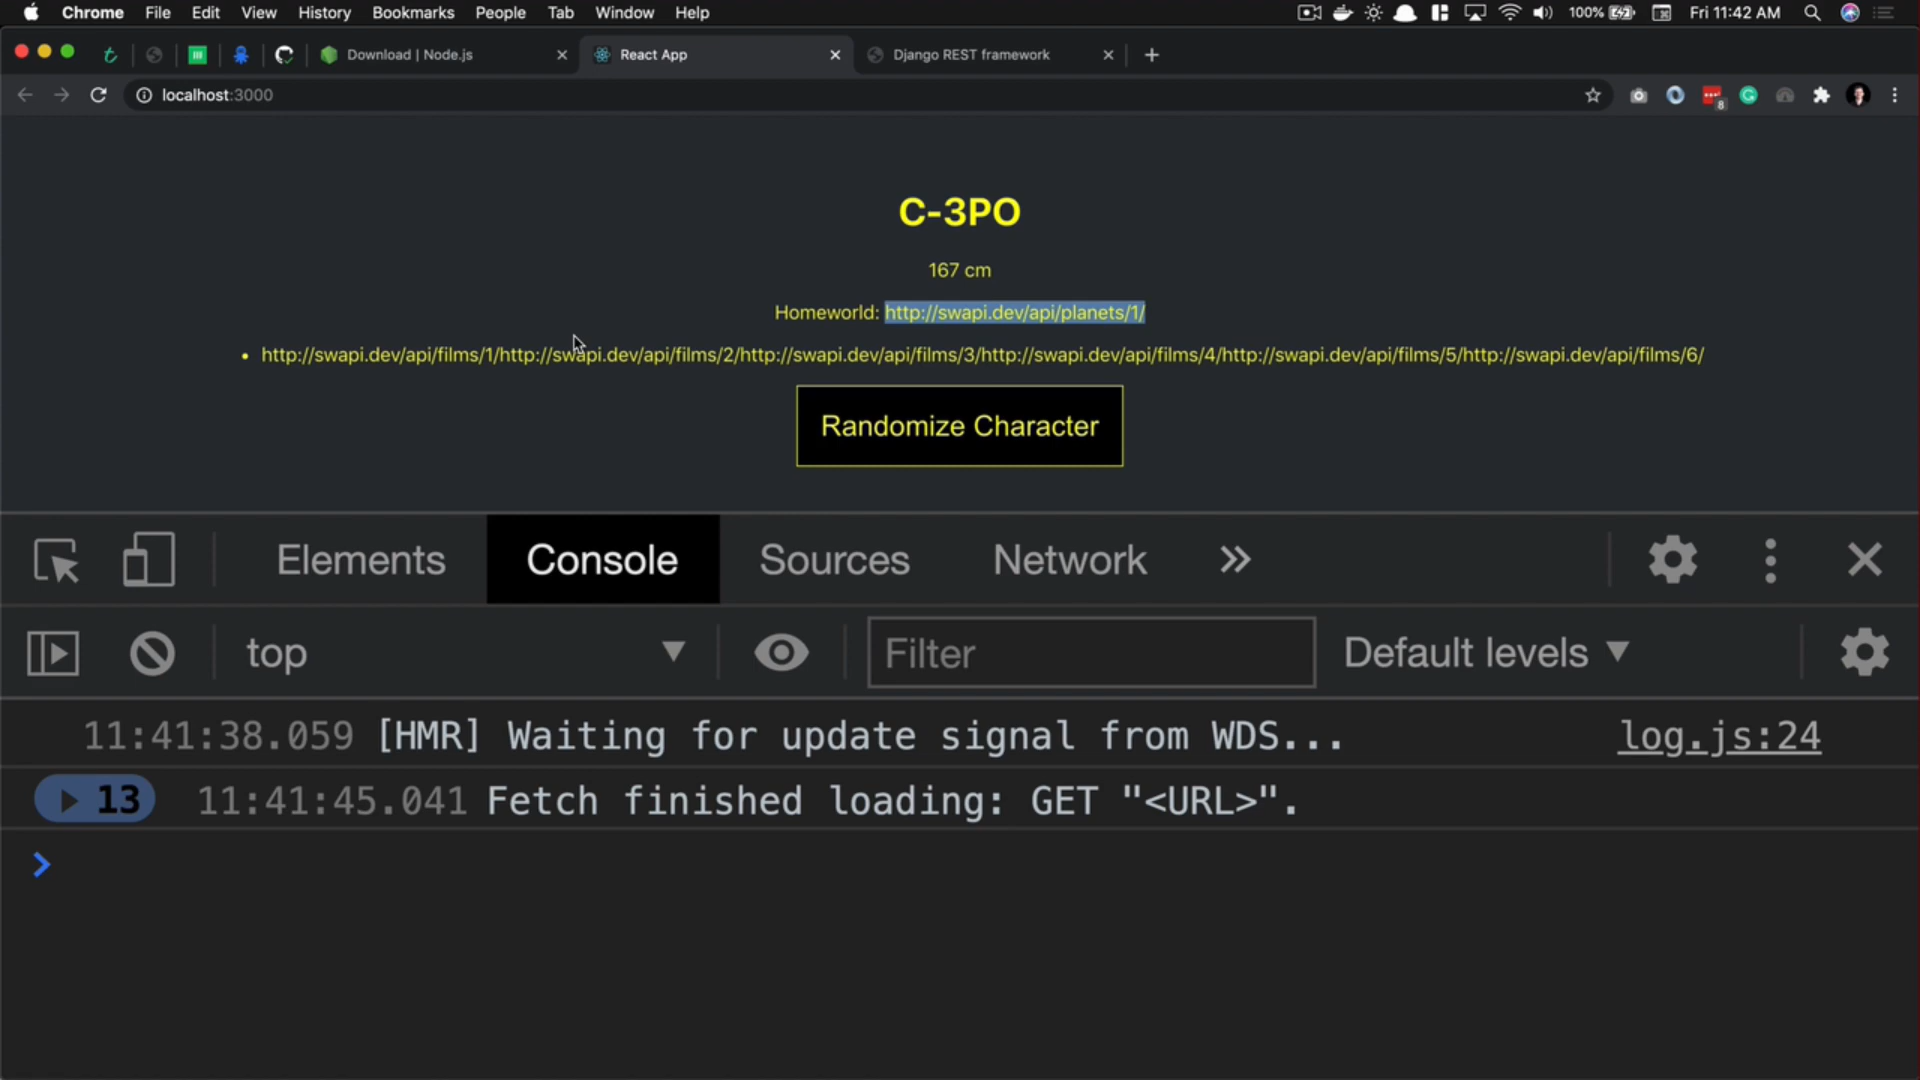 Chrome File Edit View History Bookmarks People Tab Window Help 100% Fri 11:42 AM
Download | Node.js React App Django REST framework
localhost:3000 8
C-3PO
167 cm
Homeworld: http://swapi.dev/api/planets/1/
• http://swapi.dev/api/films/1/http://swapi.dev/api/films/2/http://swapi.dev/api/films/3/http://swapi.dev/api/films/4/http://swapi.dev/api/films/5/http://swapi.dev/api/films/6/
Randomize Character
Elements Console Sources Network
top Filter Default levels
11:41:38.059 [HMR] Waiting for update signal from WDS... log.js:24
13 11:41:45.041 Fetch finished loading: GET "<URL>".